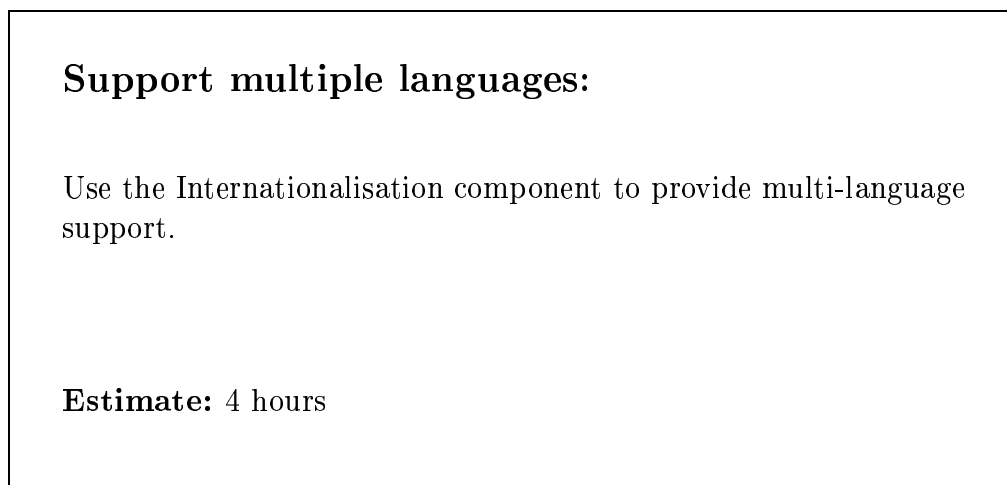 Support multiple languages:
Use the Internationalisation component to provide multi-language
support.
Estimate: 4 hours